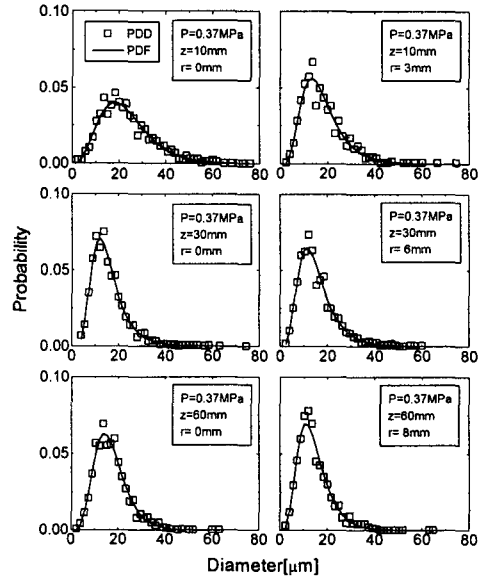 0.10
PDD
PDF
P=0.37MPa
z=10mm
r= 0mm
P=0.37MPa
z=10mm
r= 3mm
0.05
0.00
0 20 40 60 80
0 20 40 60 80
0.10
P=0.37MPa
z=30mm
r= 0mm
P=0.37MPa
z=30mm
r= 6mm
Probability
0.05
0.00
0 20 40 60 80
0 20 40 60 80
0.10
P=0.37MPa
z=60mm
r= 0mm
P=0.37MPa
z=60mm
r= 8mm
0.05
0.00
0 20 40 60 80
0 20 40 60 80
Diameter[μm]